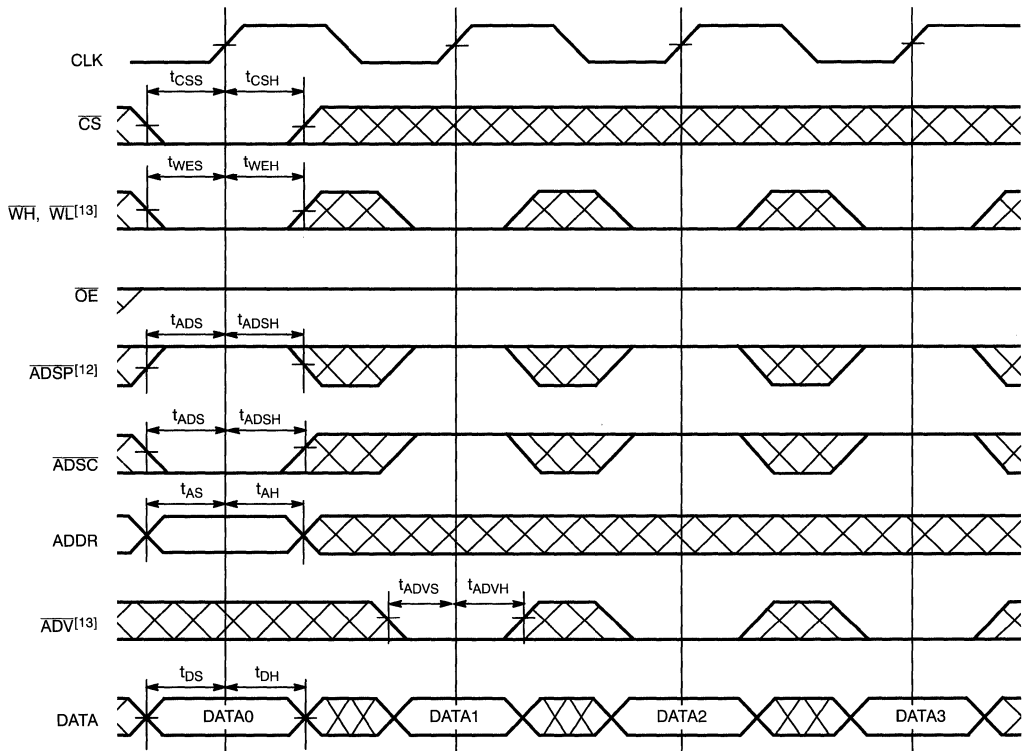 CLK
tCSS tCSH
CS
tWES tWEH
WH, WL[13]
OE
tADS tADSH
ADSP[12]
tADS tADSH
ADSC
tAS tAH
ADDR
tADVS tADVH
ADV[13]
tDS tDH
DATA DATA0 DATA1 DATA2 DATA3